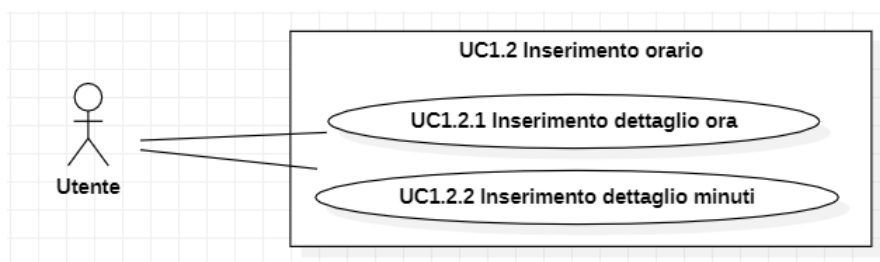 UC1.2 Inserimento orario
UC1.2.1 Inserimento dettaglio ora
Utente
UC1.2.2 Inserimento dettaglio minuti